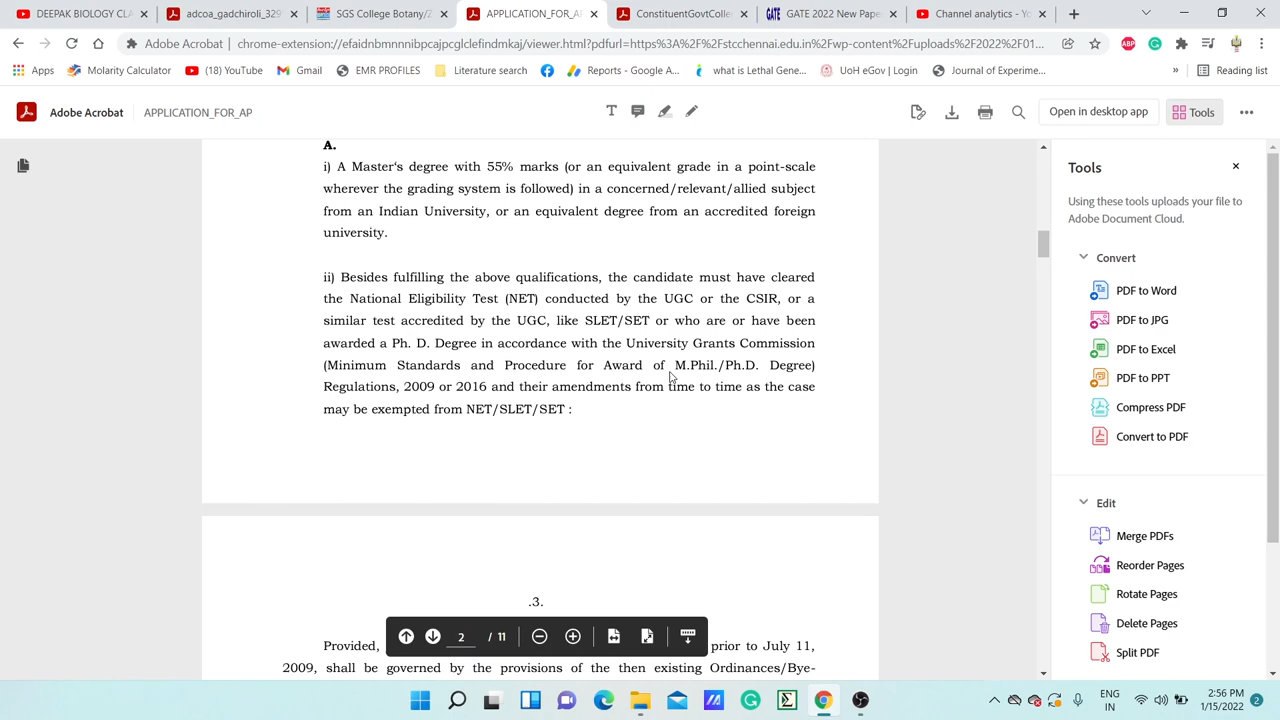 DEEPAK BIOLOGY CL
adcoa_gadchiroli_329
SGSCollege Botany/2
APPLICATION_FOR_AP
ConstituentGovtColle
GATE GATE 2022 New Page
Channel analytics - Yo
Adobe Acrobat | chrome-extension://efaidnbmnnnibpcajpcglclefindmkaj/viewer.html?pdfurl=https%3A%2F%2Fstcchennai.edu.in%2Fwp-content%2Fuploads%2F2022%2F01...
Apps
Molarity Calculator
(18) YouTube
Gmail
EMR PROFILES
Literature search
Reports - Google A...
what is Lethal Gene...
UoH eGov | Login
Journal of Experime...
»
Reading list
Adobe Acrobat
APPLICATION_FOR_AP
Open in desktop app
Tools
A.
i) A Master‘s degree with 55% marks (or an equivalent grade in a point-scale
wherever the grading system is followed) in a concerned/relevant/allied subject
from an Indian University, or an equivalent degree from an accredited foreign
university.
ii) Besides fulfilling the above qualifications, the candidate must have cleared
the National Eligibility Test (NET) conducted by the UGC or the CSIR, or a
similar test accredited by the UGC, like SLET/SET or who are or have been
awarded a Ph. D. Degree in accordance with the University Grants Commission
(Minimum Standards and Procedure for Award of M.Phil./Ph.D. Degree)
Regulations, 2009 or 2016 and their amendments from time to time as the case
may be exempted from NET/SLET/SET :
.3.
Provided, prior to July 11,
2009, shall be governed by the provisions of the then existing Ordinances/Bye-
2 / 11
Tools
Using these tools uploads your file to
Adobe Document Cloud.
Convert
PDF to Word
PDF to JPG
PDF to Excel
PDF to PPT
Compress PDF
Convert to PDF
Edit
Merge PDFs
Reorder Pages
Rotate Pages
Delete Pages
Split PDF
ENG
IN
2:56 PM
1/15/2022
2